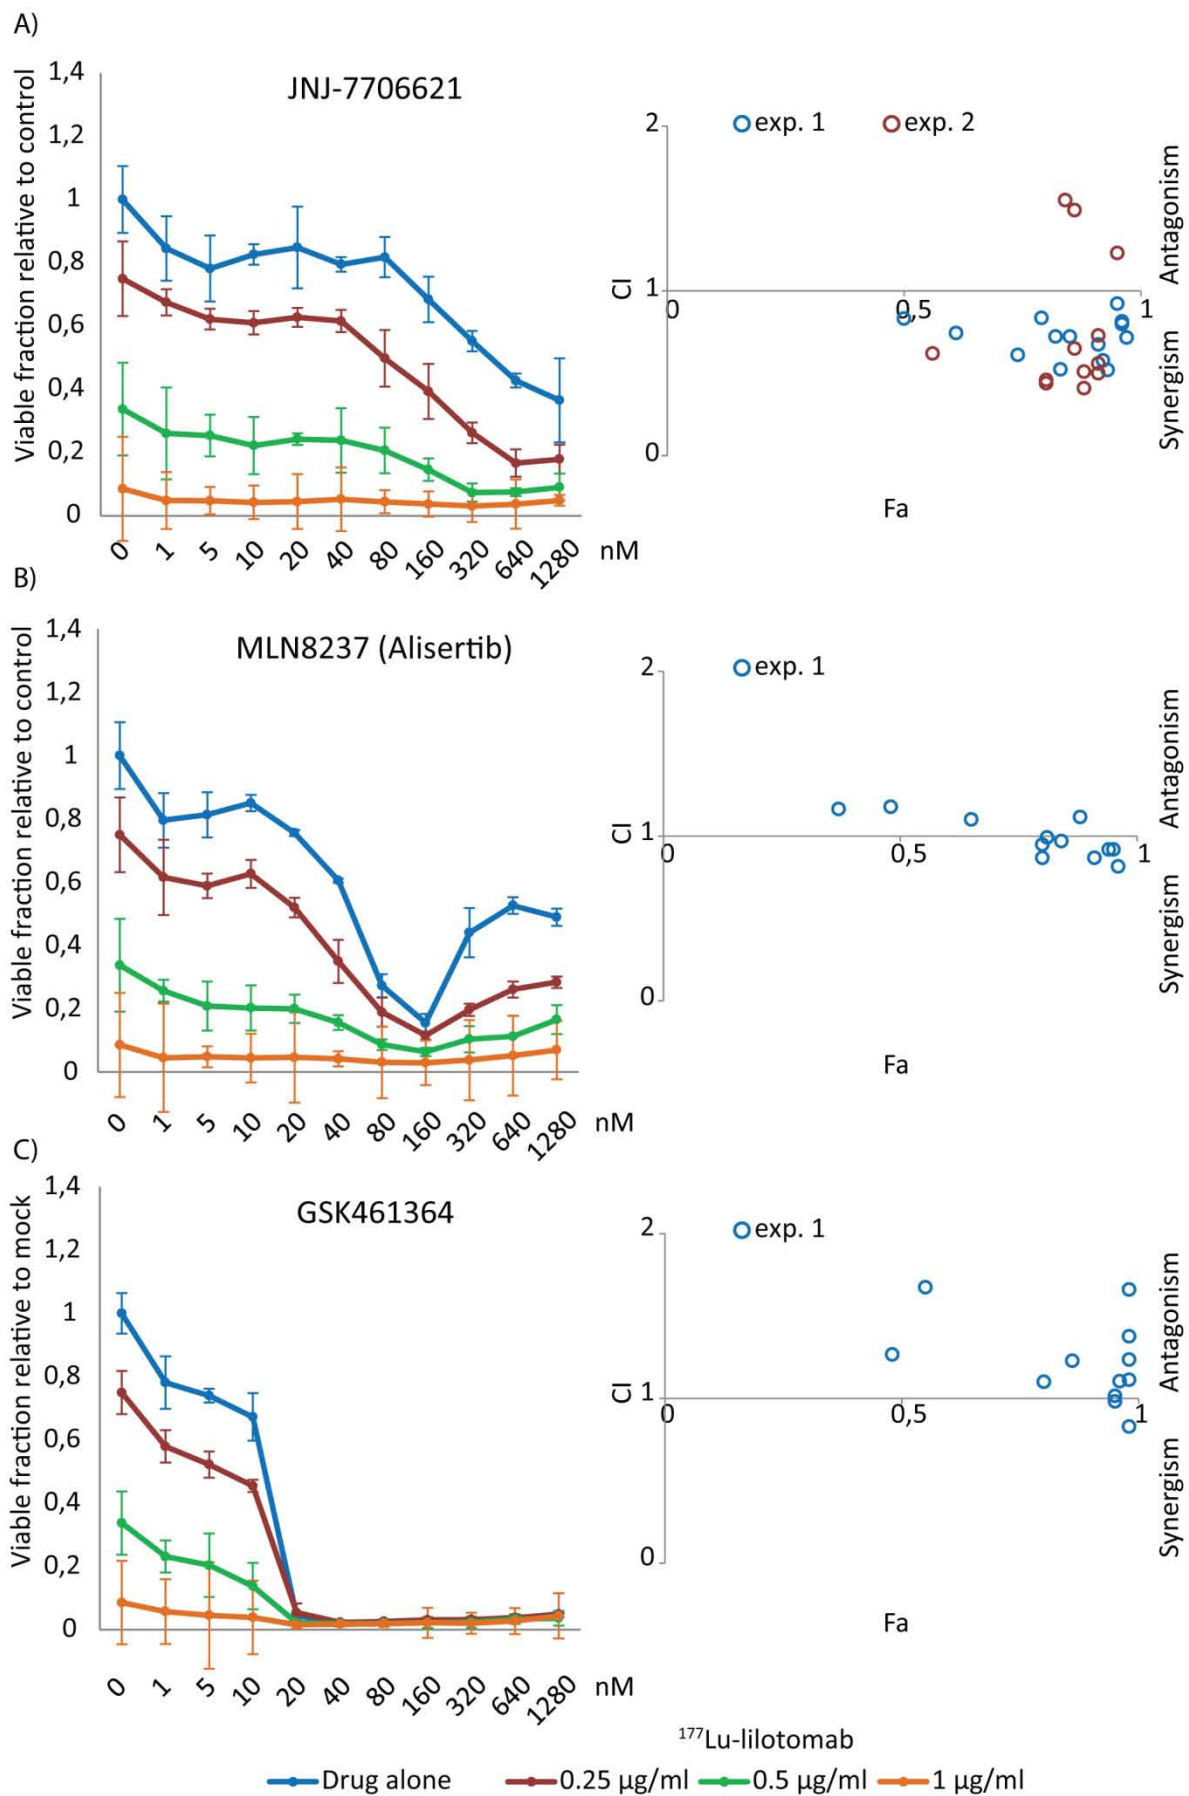 A)
JNJ-7706621
Viable fraction relative to control
1,4
1,2
1
0,8
0,6
0,4
0,2
0
0 1 5 10 20 40 80 160 320 640 1280 nM
exp. 1 exp. 2
2
1
0
CI
0 0,5 1
Fa
Antagonism
Synergism
B)
MLN8237 (Alisertib)
Viable fraction relative to control
1,4
1,2
1
0,8
0,6
0,4
0,2
0
0 1 5 10 20 40 80 160 320 640 1280 nM
exp. 1
2
1
0
CI
0 0,5 1
Fa
Antagonism
Synergism
C)
GSK461364
Viable fraction relative to mock
1,4
1,2
1
0,8
0,6
0,4
0,2
0
0 1 5 10 20 40 80 160 320 640 1280 nM
exp. 1
2
1
0
CI
0 0,5 1
Fa
Antagonism
Synergism
¹⁷⁷Lu-lilotomab
Drug alone 0.25 µg/ml 0.5 µg/ml 1 µg/ml